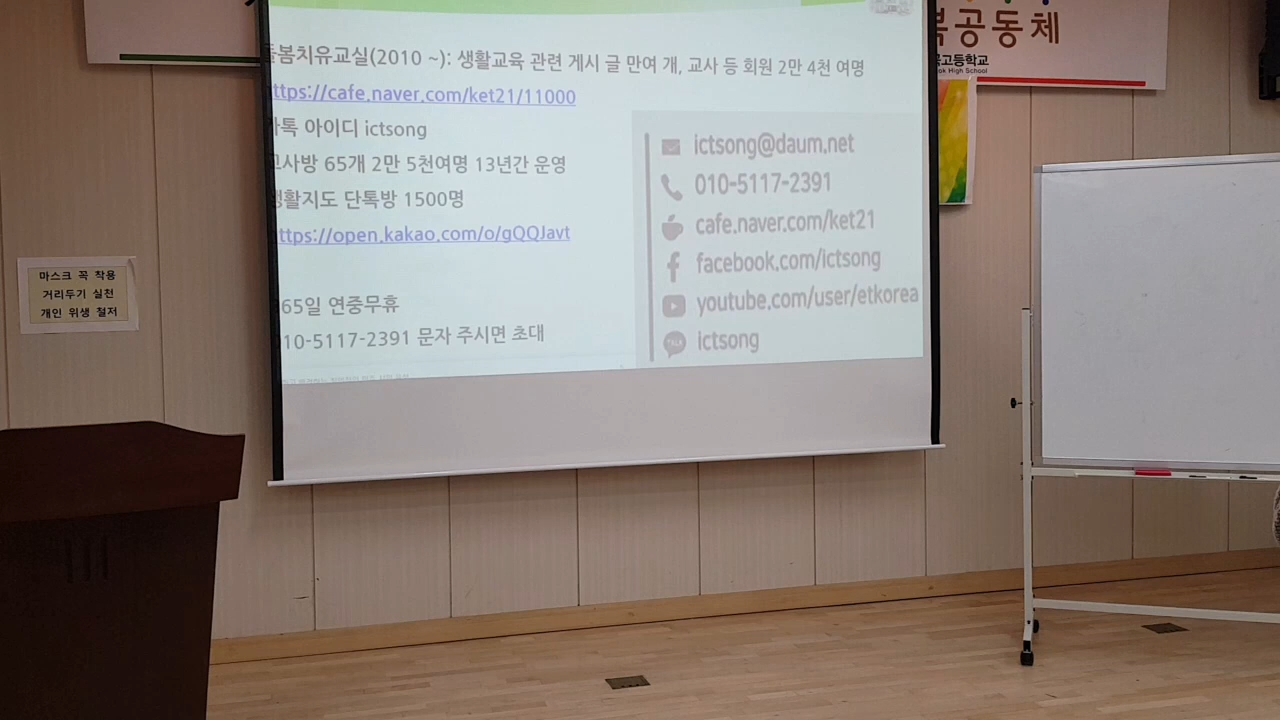 돌봄치유교실(2010 ~): 생활교육 관련 게시 글 만여 개, 교사 등 회원 2만 4천 여명
https://cafe.naver.com/ket21/11000
카톡 아이디 ictsong
교사방 65개 2만 5천여명 13년간 운영
생활지도 단톡방 1500명
https://open.kakao.com/o/gQQJavt
365일 연중무휴
010-5117-2391 문자 주시면 초대
ictsong@daum.net
010-5117-2391
cafe.naver.com/ket21
facebook.com/ictsong
youtube.com/user/etkorea
TALK
ictsong
복공동체
고등학교
High School
마스크 꼭 착용
거리두기 실천
개인 위생 철저